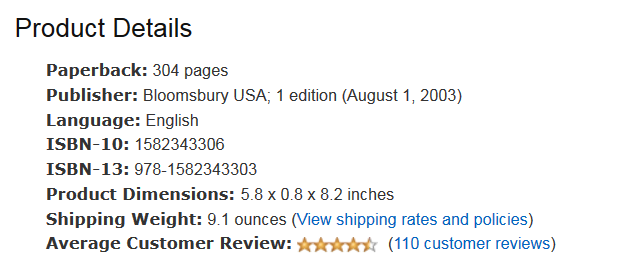 Product Details
Paperback: 304 pages
Publisher: Bloomsbury USA; 1 edition (August 1, 2003)
Language: English
ISBN-10: 1582343306
ISBN-13: 978-1582343303
Product Dimensions: 5.8 x 0.8 x 8.2 inches
Shipping Weight: 9.1 ounces (View shipping rates and policies)
Average Customer Review: (110 customer reviews)